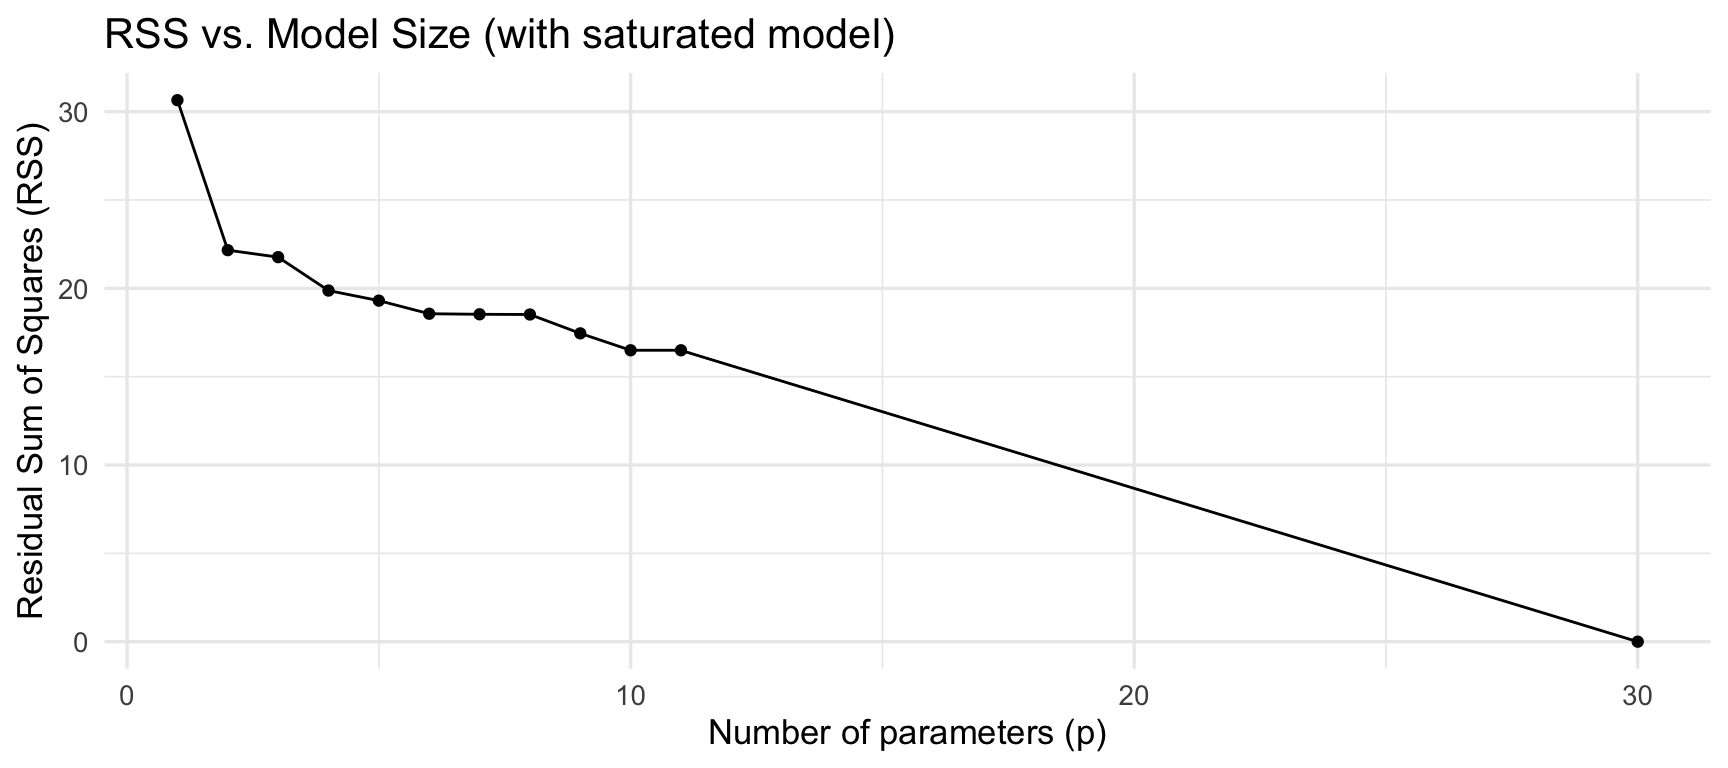 RSS vs. Model Size (with saturated model)
Residual Sum of Squares (RSS)
30
20
10
0
0 10 20 30
Number of parameters (p)